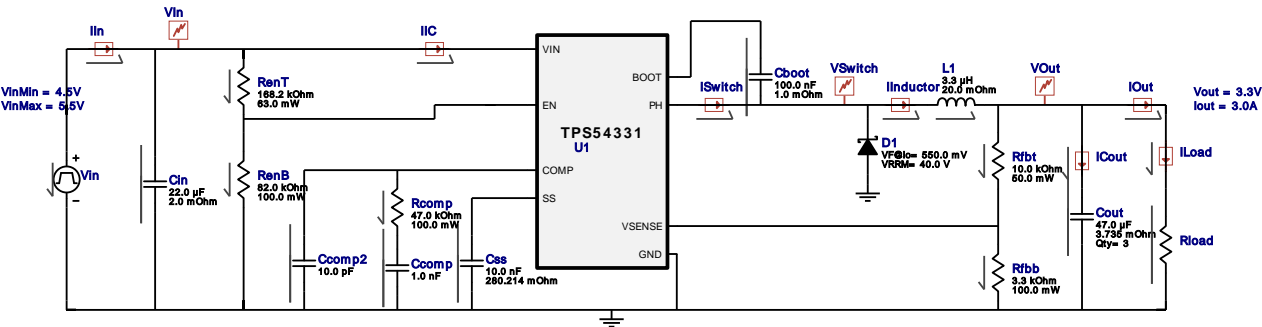 Iin
VIn
IIC
VinMin = 4.5V
VinMax = 5.5V
+
Vin
−
Cin
22.0 µF
2.0 mOhm
RenT
168.2 kOhm
63.0 mW
RenB
82.0 kOhm
100.0 mW
Ccomp2
10.0 pF
Rcomp
47.0 kOhm
100.0 mW
Ccomp
1.0 nF
Css
10.0 nF
280.214 mOhm
VIN
EN
COMP
SS
TPS54331
U1
BOOT
PH
VSENSE
GND
ISwitch
Cboot
100.0 nF
1.0 mOhm
VSwitch
D1
VF@Io= 550.0 mV
VRRM= 40.0 V
IInductor
L1
3.3 µH
20.0 mOhm
VOut
Rfbt
10.0 kOhm
50.0 mW
Rfbb
3.3 kOhm
100.0 mW
ICout
Cout
47.0 µF
3.735 mOhm
Qty= 3
IOut
ILoad
Rload
Vout = 3.3V
Iout = 3.0A